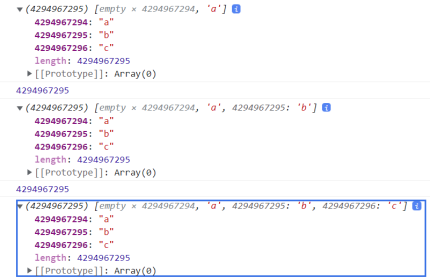 (4294967295) [empty × 4294967294, 'a'] i
4294967294: "a"
4294967295: "b"
4294967296: "c"
length: 4294967295
[[Prototype]]: Array(0)
4294967295
(4294967295) [empty × 4294967294, 'a', 4294967295: 'b'] i
4294967294: "a"
4294967295: "b"
4294967296: "c"
length: 4294967295
[[Prototype]]: Array(0)
4294967295
(4294967295) [empty × 4294967294, 'a', 4294967295: 'b', 4294967296: 'c'] i
4294967294: "a"
4294967295: "b"
4294967296: "c"
length: 4294967295
[[Prototype]]: Array(0)